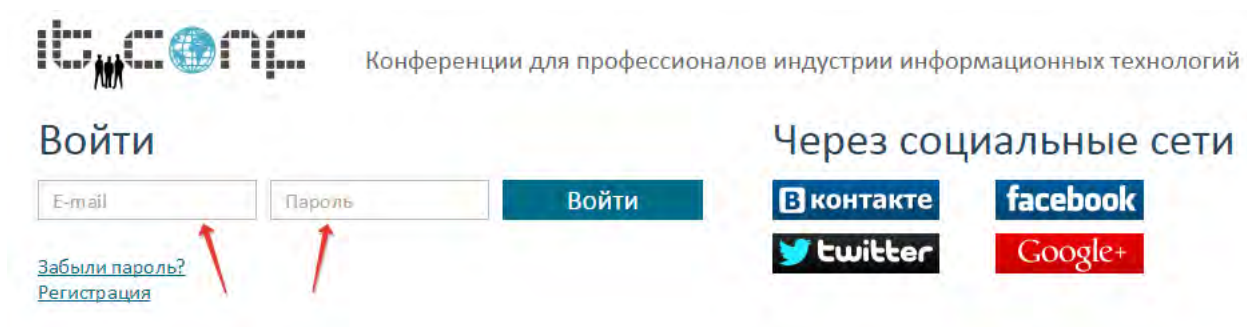 it conf
Конференции для профессионалов индустрии информационных технологий
Войти
E-mail
Пароль
Войти
Забыли пароль?
Регистрация
Через социальные сети
В контакте
facebook
twitter
Google+